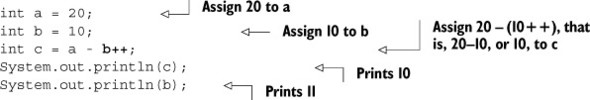 int a = 20;
Assign 20 to a
int b = 10;
Assign 10 to b
int c = a - b++;
Assign 20 – (10++), that
is, 20–10, or 10, to c
System.out.println(c);
Prints 10
System.out.println(b);
Prints 11